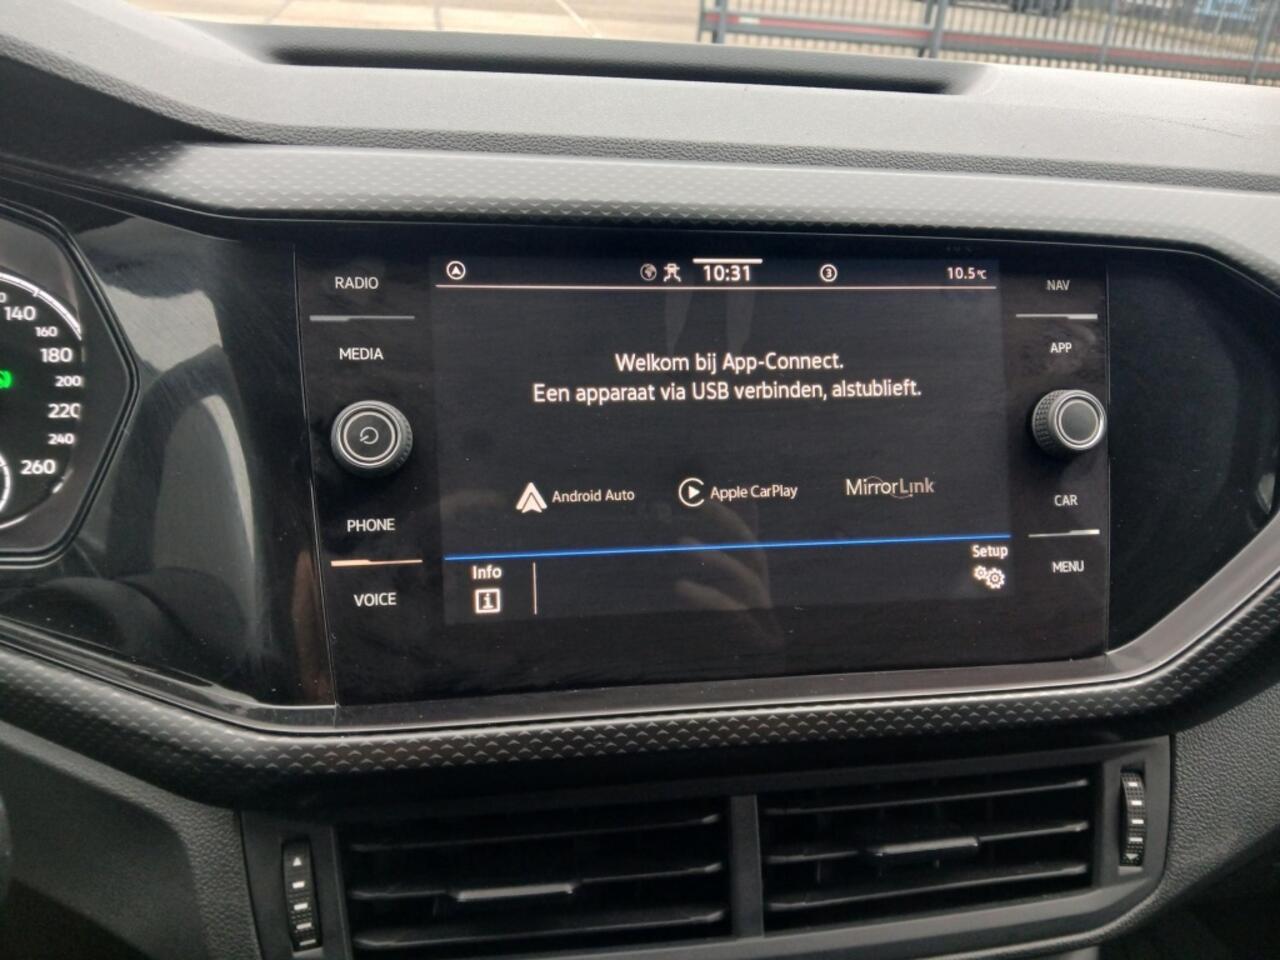 140
160
180
200
220
240
260
RADIO
MEDIA
PHONE
VOICE
10:31
3
10.5°C
Welkom bij App-Connect.
Een apparaat via USB verbinden, alstublieft.
Android Auto
Apple CarPlay
MirrorLink
Info
i
Setup
NAV
APP
CAR
MENU